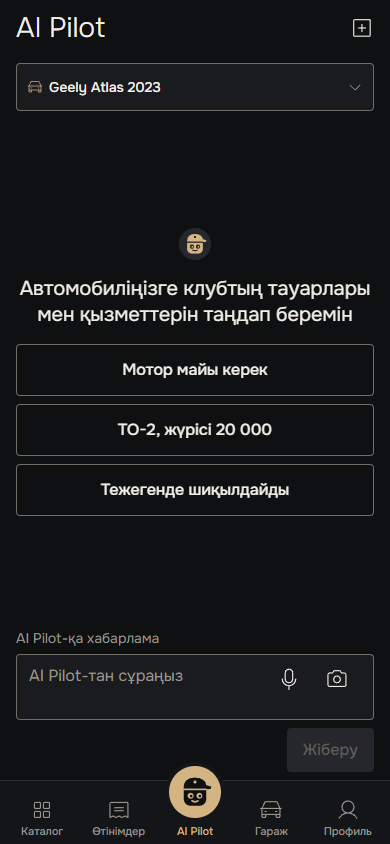 AI Pilot
Geely Atlas 2023
Автомобиліңізге клубтың тауарлары
мен қызметтерін таңдап беремін
Мотор майы керек
ТО-2, жүрісі 20 000
Тежегенде шиқылдайды
AI Pilot-қа хабарлама
AI Pilot-тан сұраңыз
Жіберу
Каталог
Өтінімдер
AI Pilot
Гараж
Профиль